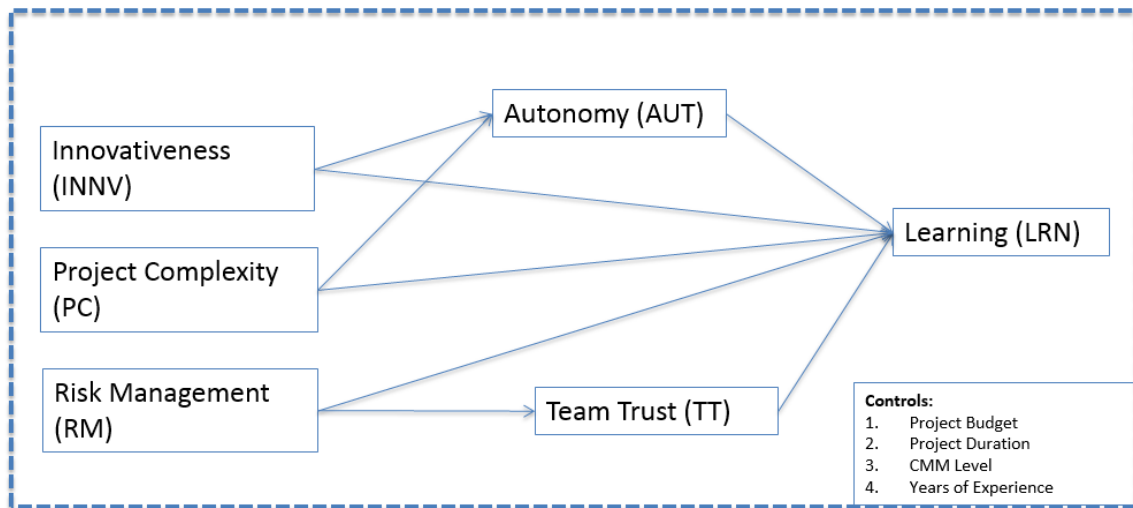 Innovativeness
(INNV)
Project Complexity
(PC)
Risk Management
(RM)
Autonomy (AUT)
Team Trust (TT)
Learning (LRN)
Controls:
1. Project Budget
2. Project Duration
3. CMM Level
4. Years of Experience